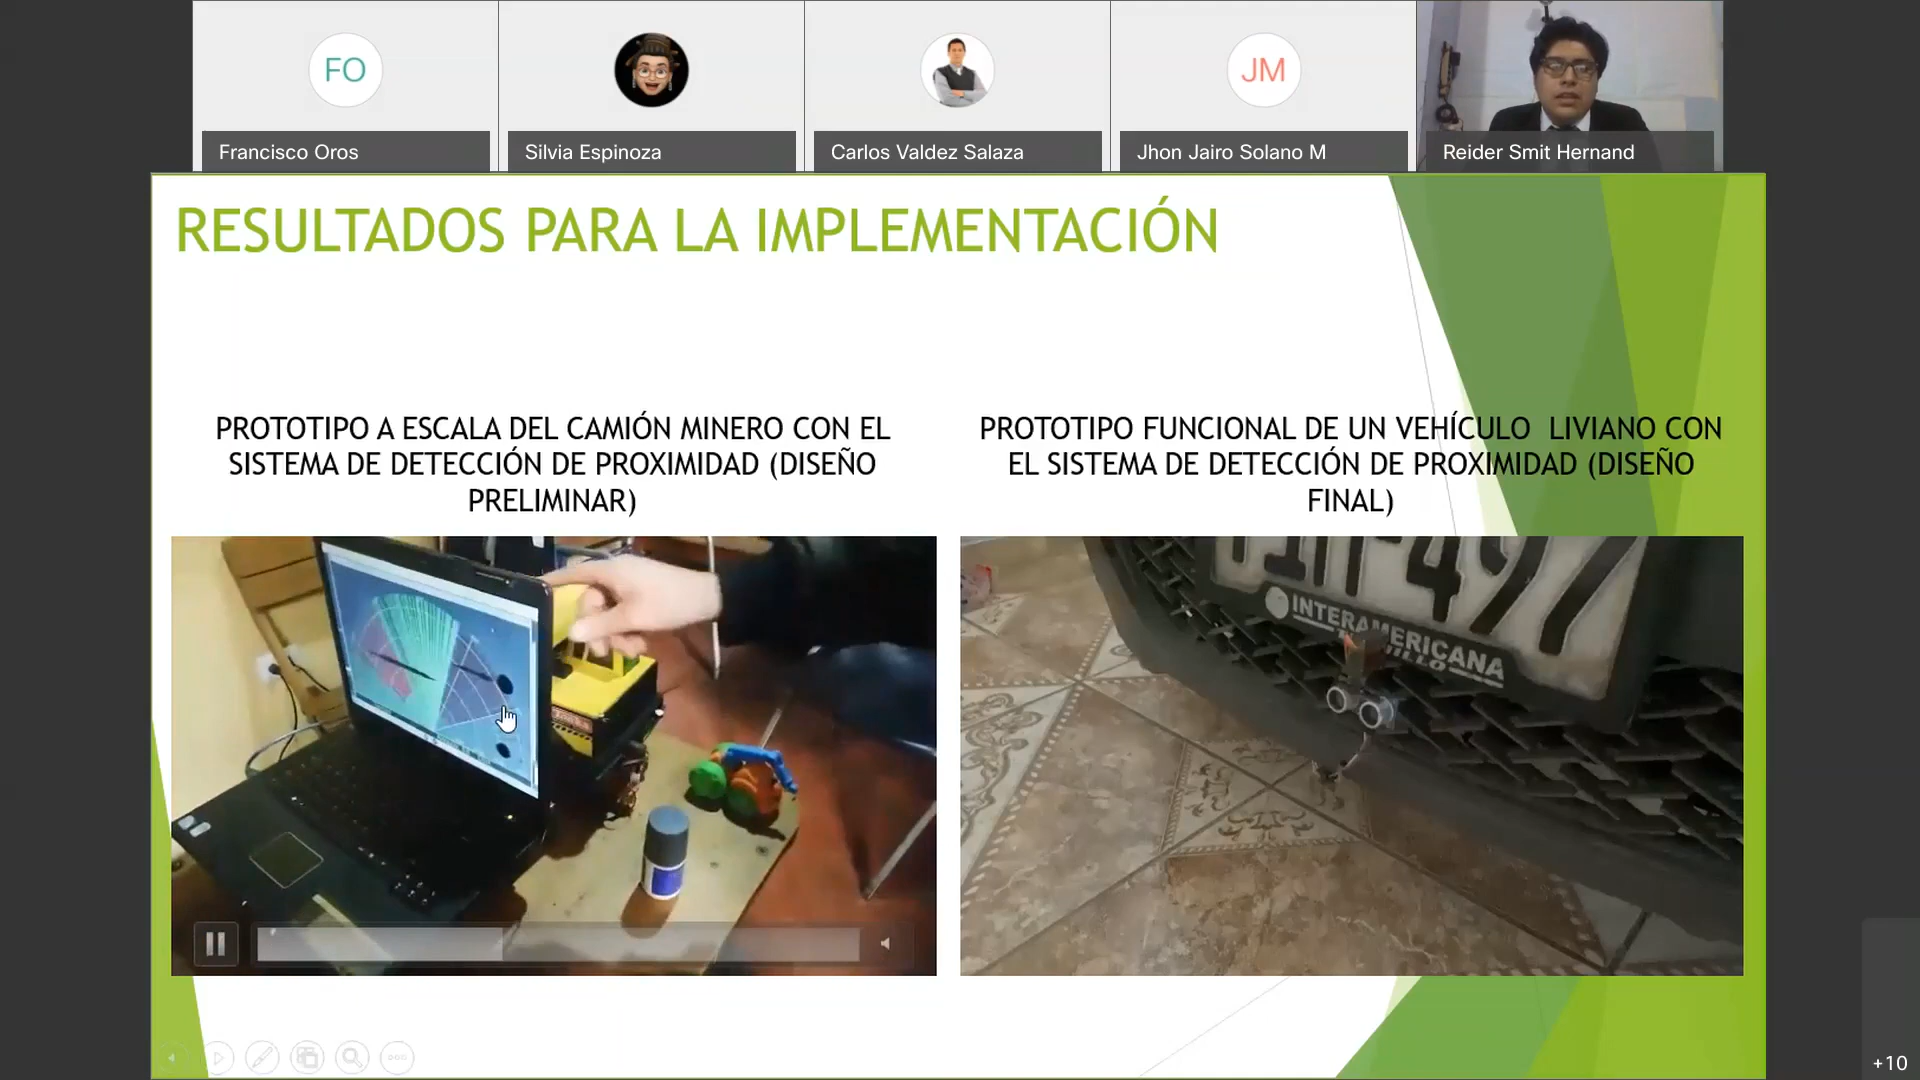 FO
JM
Francisco Oros
Silvia Espinoza
Carlos Valdez Salaza
Jhon Jairo Solano M
Reider Smit Hernand
RESULTADOS PARA LA IMPLEMENTACIÓN
PROTOTIPO A ESCALA DEL CAMIÓN MINERO CON EL
SISTEMA DE DETECCIÓN DE PROXIMIDAD (DISEÑO
PRELIMINAR)
PROTOTIPO FUNCIONAL DE UN VEHÍCULO LIVIANO CON
EL SISTEMA DE DETECCIÓN DE PROXIMIDAD (DISEÑO
FINAL)
497
INTERAMERICANA
+10